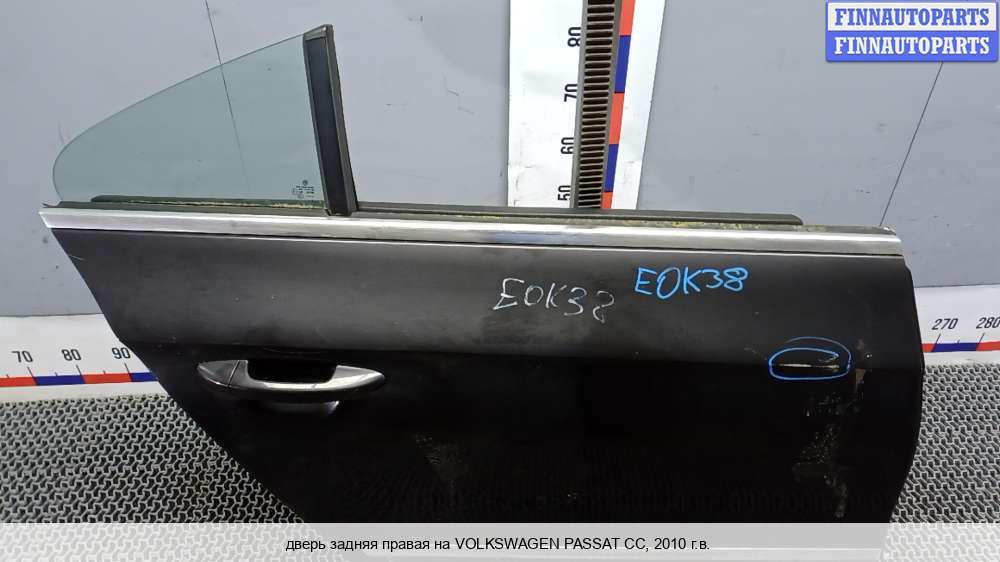 FINNAUTOPARTS
FINNAUTOPARTS
80
70
60
50
EOK38
EOK38
70 80 90
270 280
дверь задняя правая на VOLKSWAGEN PASSAT CC, 2010 г.в.